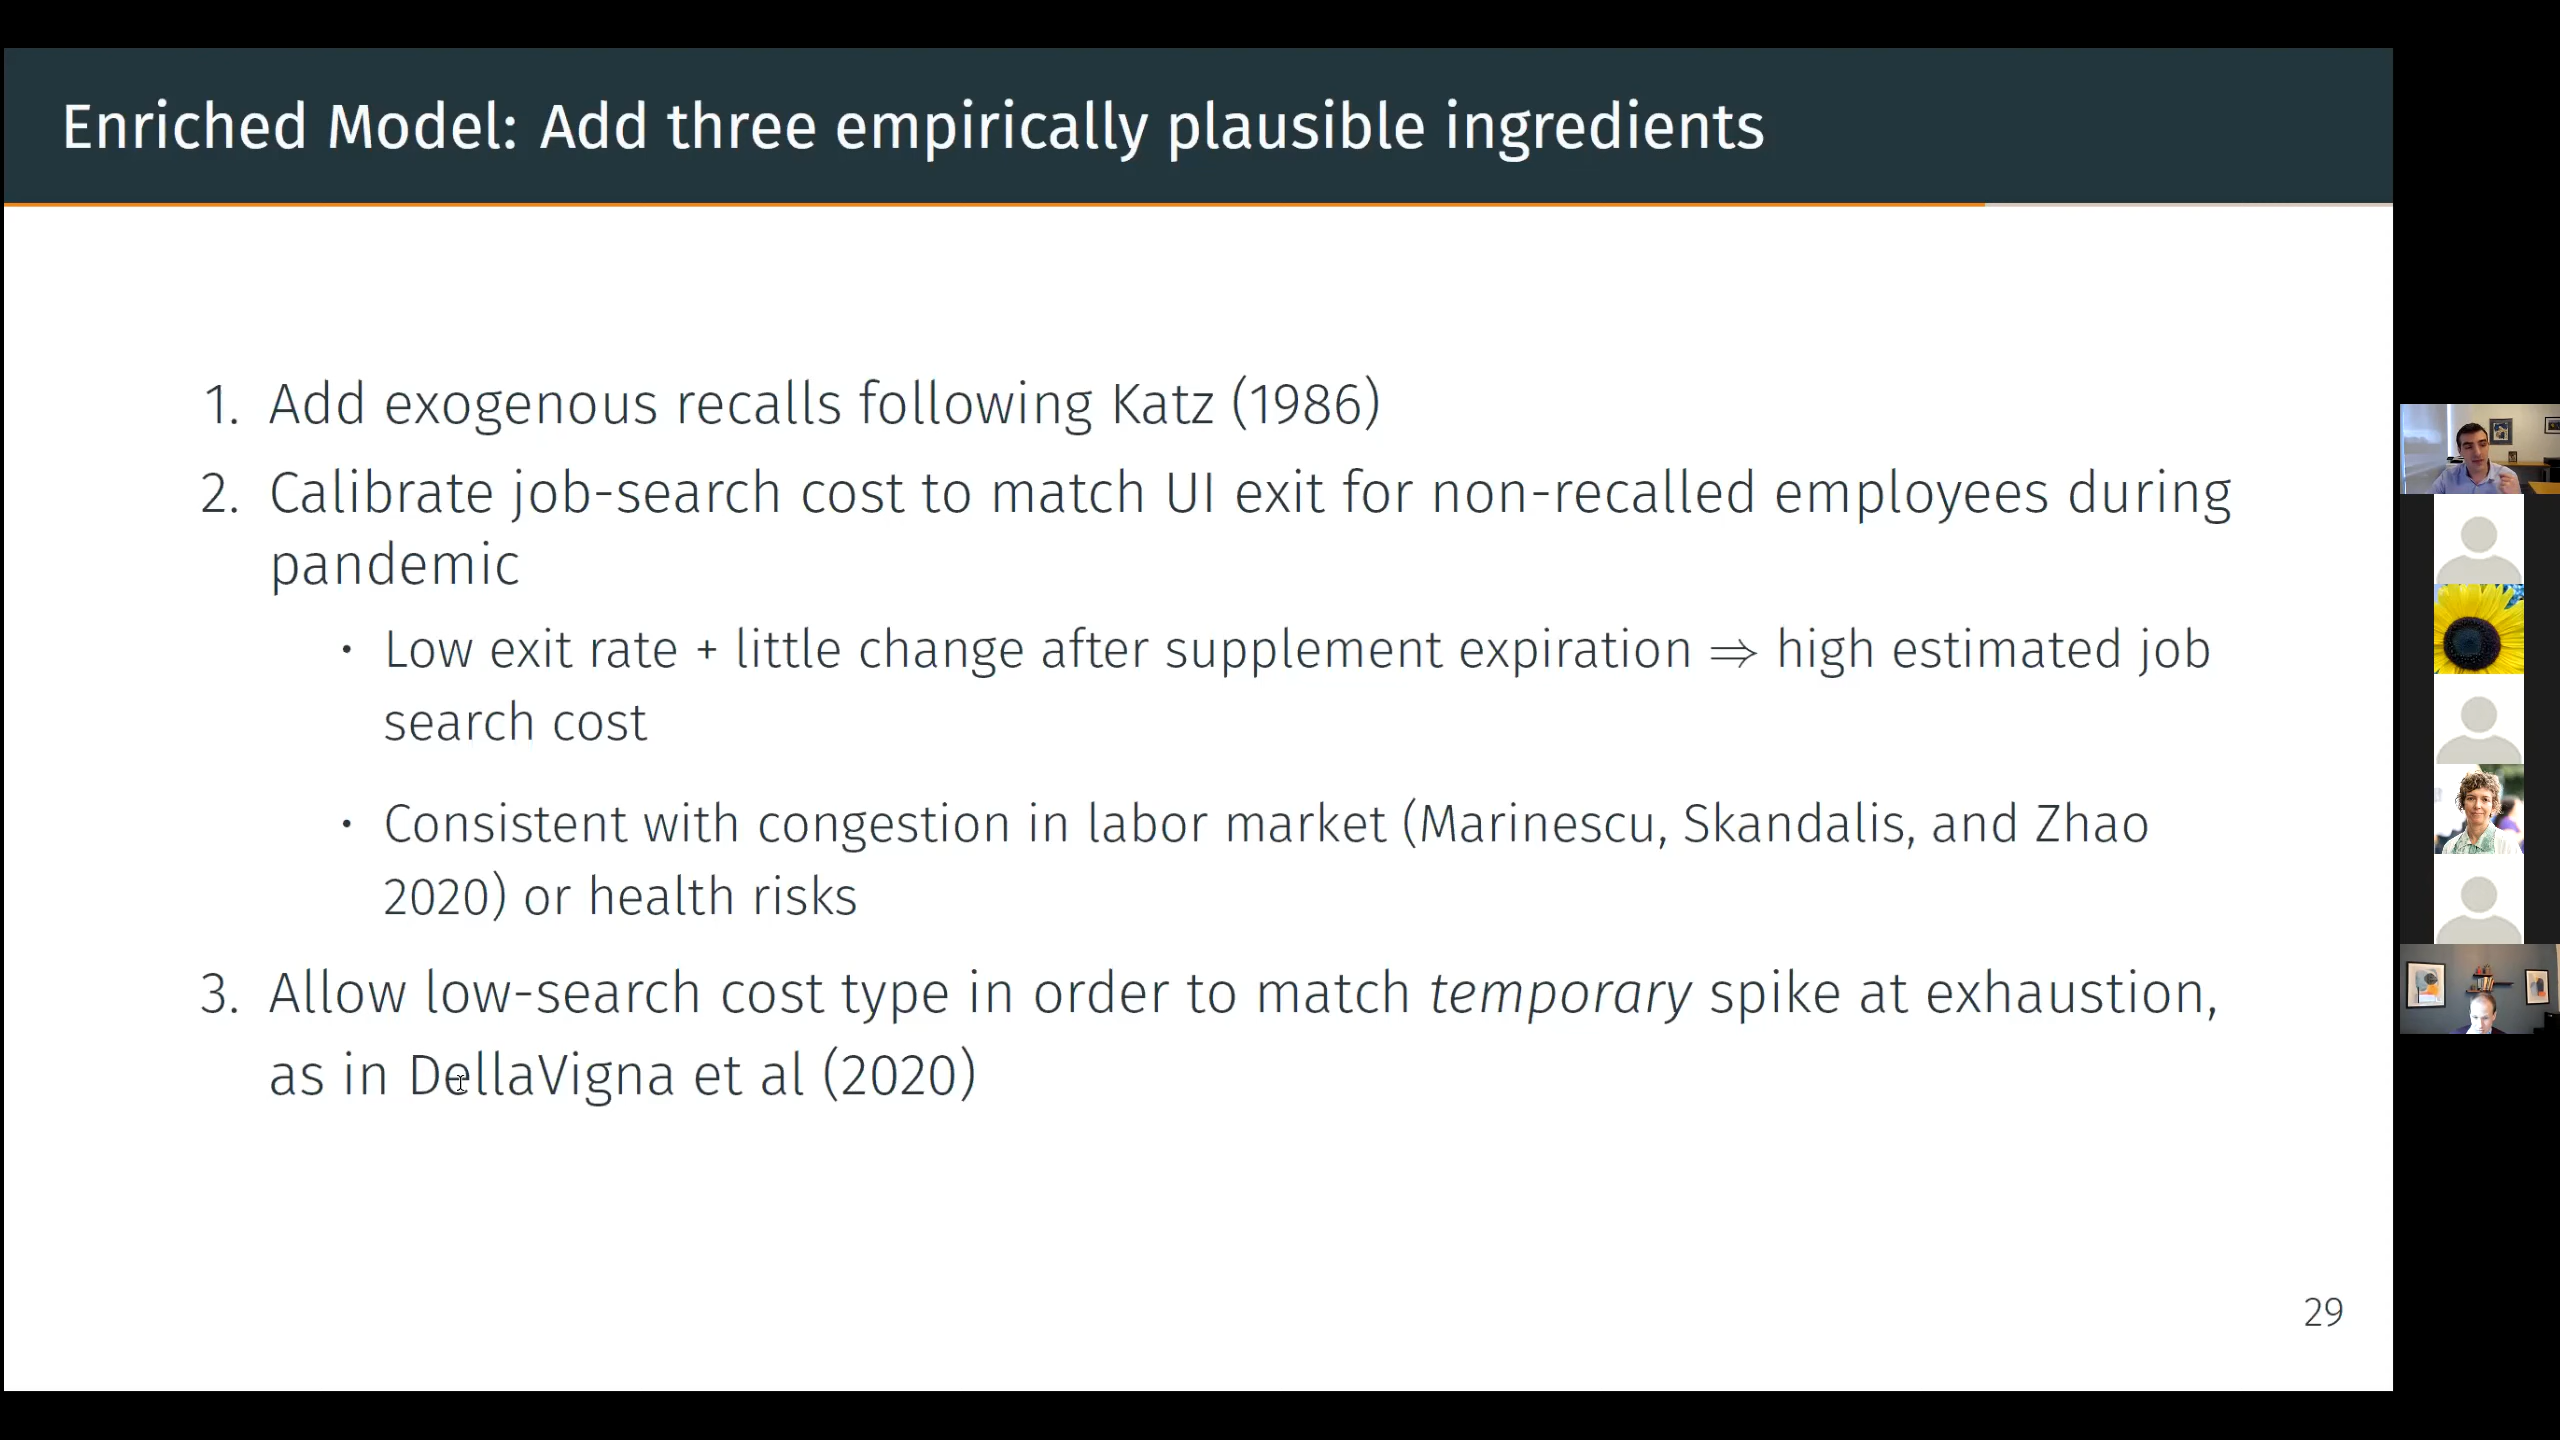 Enriched Model: Add three empirically plausible ingredients
1. Add exogenous recalls following Katz (1986)
2. Calibrate job-search cost to match UI exit for non-recalled employees during
pandemic
• Low exit rate + little change after supplement expiration ⇒ high estimated job
search cost
• Consistent with congestion in labor market (Marinescu, Skandalis, and Zhao
2020) or health risks
3. Allow low-search cost type in order to match temporary spike at exhaustion,
as in DellaVigna et al (2020)
29